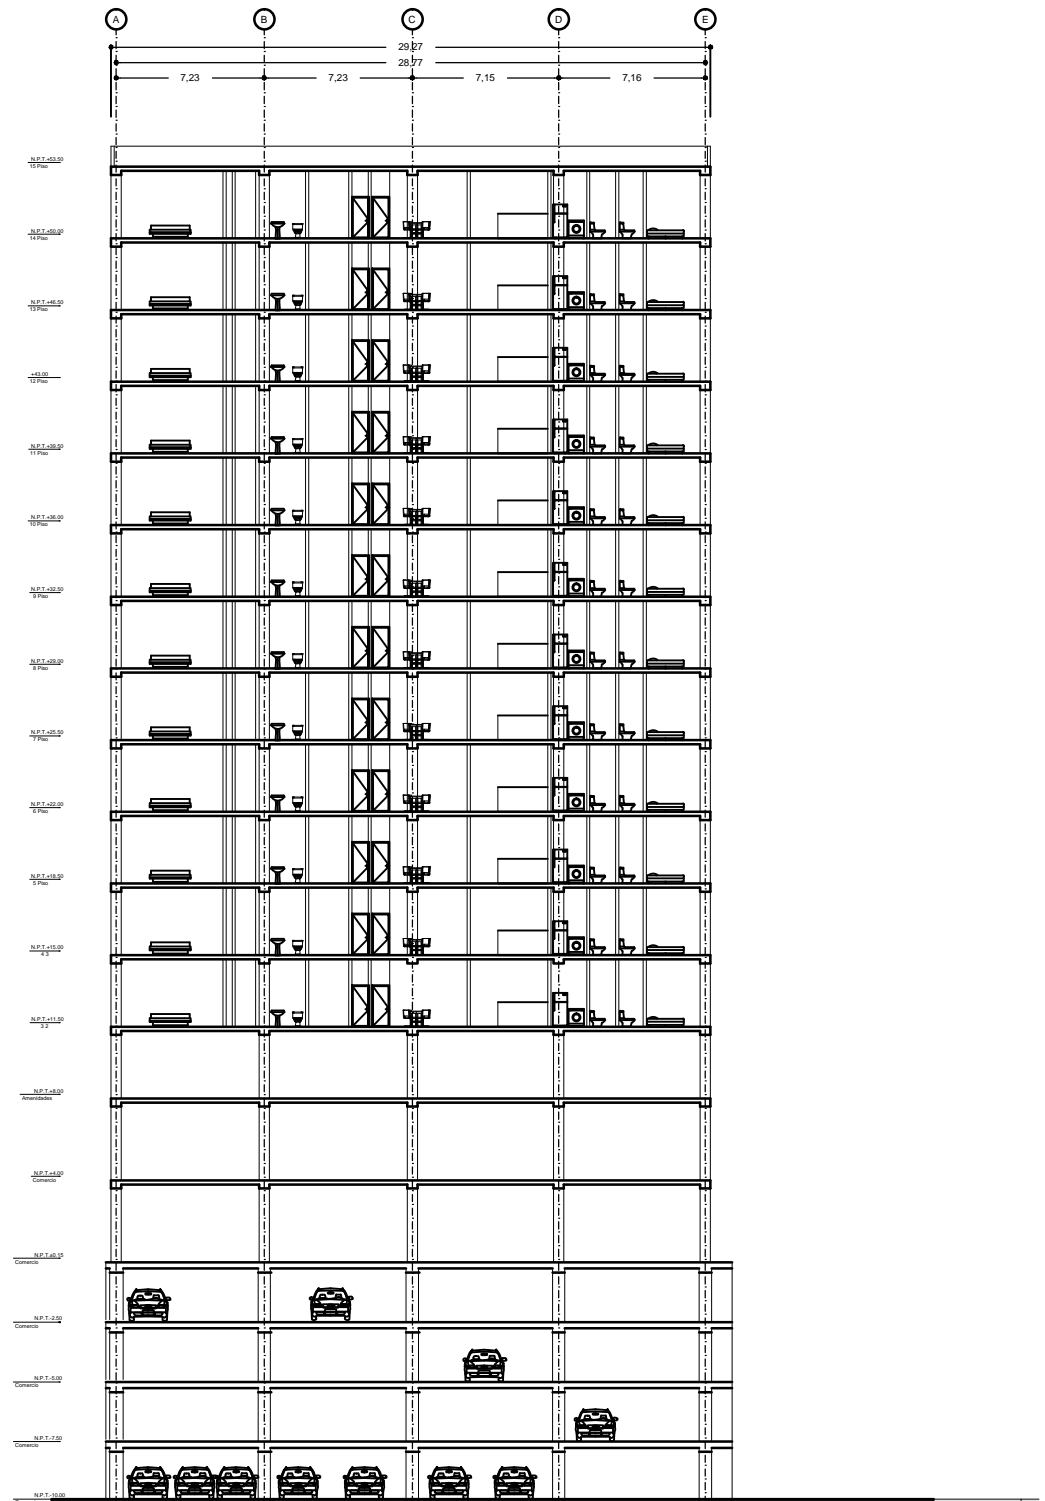 A B C D E
29,27
28,77
7,23 7,23 7,15 7,16
N.P.T.+53.50
15 Piso
N.P.T.+50.00
14 Piso
N.P.T.+46.50
13 Piso
+43.00
12 Piso
N.P.T.+39.50
11 Piso
N.P.T.+36.00
10 Piso
N.P.T.+32.50
9 Piso
N.P.T.+29.00
8 Piso
N.P.T.+25.50
7 Piso
N.P.T.+22.00
6 Piso
N.P.T.+18.50
5 Piso
N.P.T.+15.00
4 3
N.P.T.+11.50
3 2
N.P.T.+8.00
Amenidades
N.P.T.+4.00
Comercio
N.P.T.±0.15
Comercio
N.P.T.-2.50
Comercio
N.P.T.-5.00
Comercio
N.P.T.-7.50
Comercio
N.P.T.-10.00